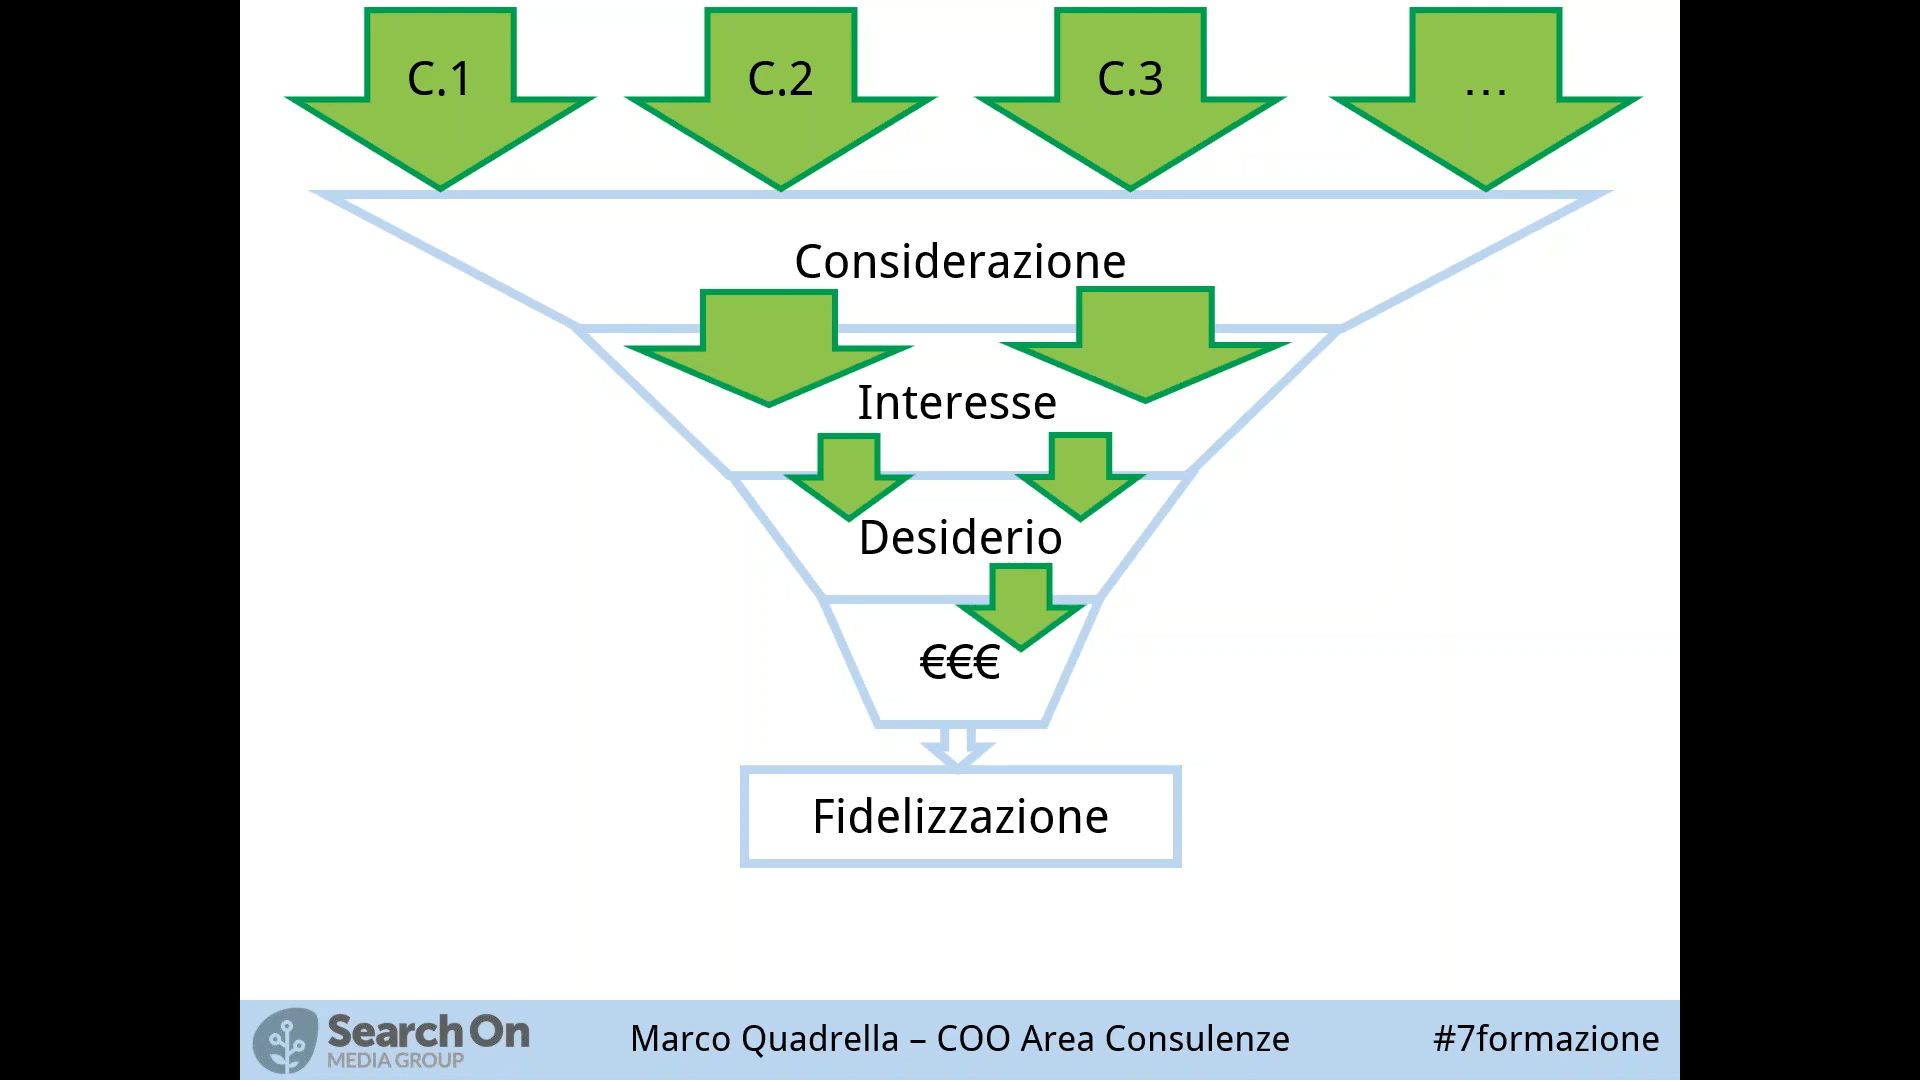 C.1 C.2 C.3 ...
Considerazione
Interesse
Desiderio
€€€
Fidelizzazione
Search On
MEDIA GROUP
Marco Quadrella – COO Area Consulenze
#7formazione